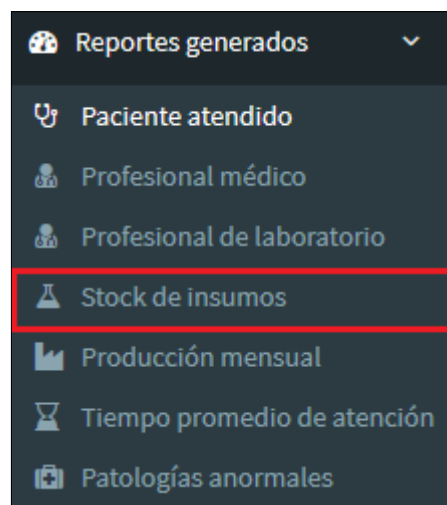 Reportes generados
Paciente atendido
Profesional médico
Profesional de laboratorio
Stock de insumos
Producción mensual
Tiempo promedio de atención
Patologías anormales